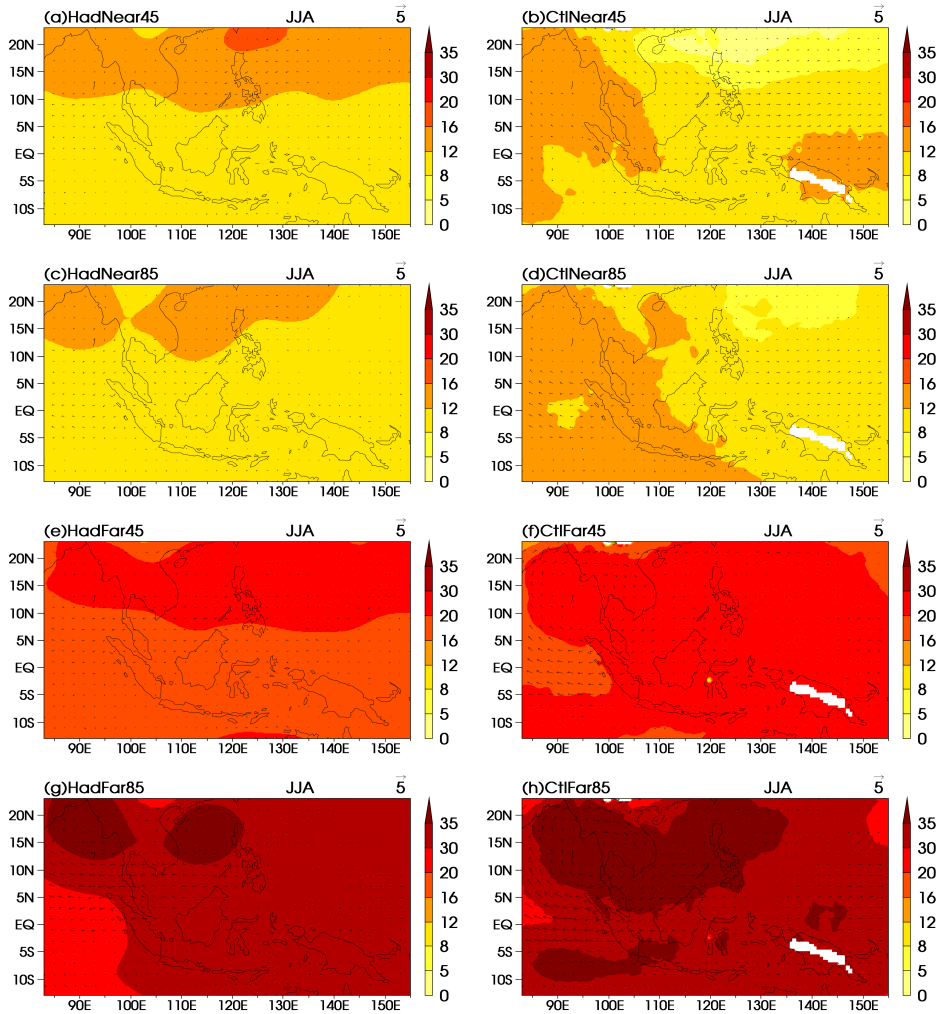 (a)HadNear45 JJA 5
20N
15N
10N
5N
EQ
5S
10S
90E 100E 110E 120E 130E 140E 150E
35
30
20
16
12
8
5
0
(b)CtlNear45 JJA 5
20N
15N
10N
5N
EQ
5S
10S
90E 100E 110E 120E 130E 140E 150E
35
30
20
16
12
8
5
0
(c)HadNear85 JJA 5
20N
15N
10N
5N
EQ
5S
10S
90E 100E 110E 120E 130E 140E 150E
35
30
20
16
12
8
5
0
(d)CtlNear85 JJA 5
20N
15N
10N
5N
EQ
5S
10S
90E 100E 110E 120E 130E 140E 150E
35
30
20
16
12
8
5
0
(e)HadFar45 JJA 5
20N
15N
10N
5N
EQ
5S
10S
90E 100E 110E 120E 130E 140E 150E
35
30
20
16
12
8
5
0
(f)CtlFar45 JJA 5
20N
15N
10N
5N
EQ
5S
10S
90E 100E 110E 120E 130E 140E 150E
35
30
20
16
12
8
5
0
(g)HadFar85 JJA 5
20N
15N
10N
5N
EQ
5S
10S
90E 100E 110E 120E 130E 140E 150E
35
30
20
16
12
8
5
0
(h)CtlFar85 JJA 5
20N
15N
10N
5N
EQ
5S
10S
90E 100E 110E 120E 130E 140E 150E
35
30
20
16
12
8
5
0